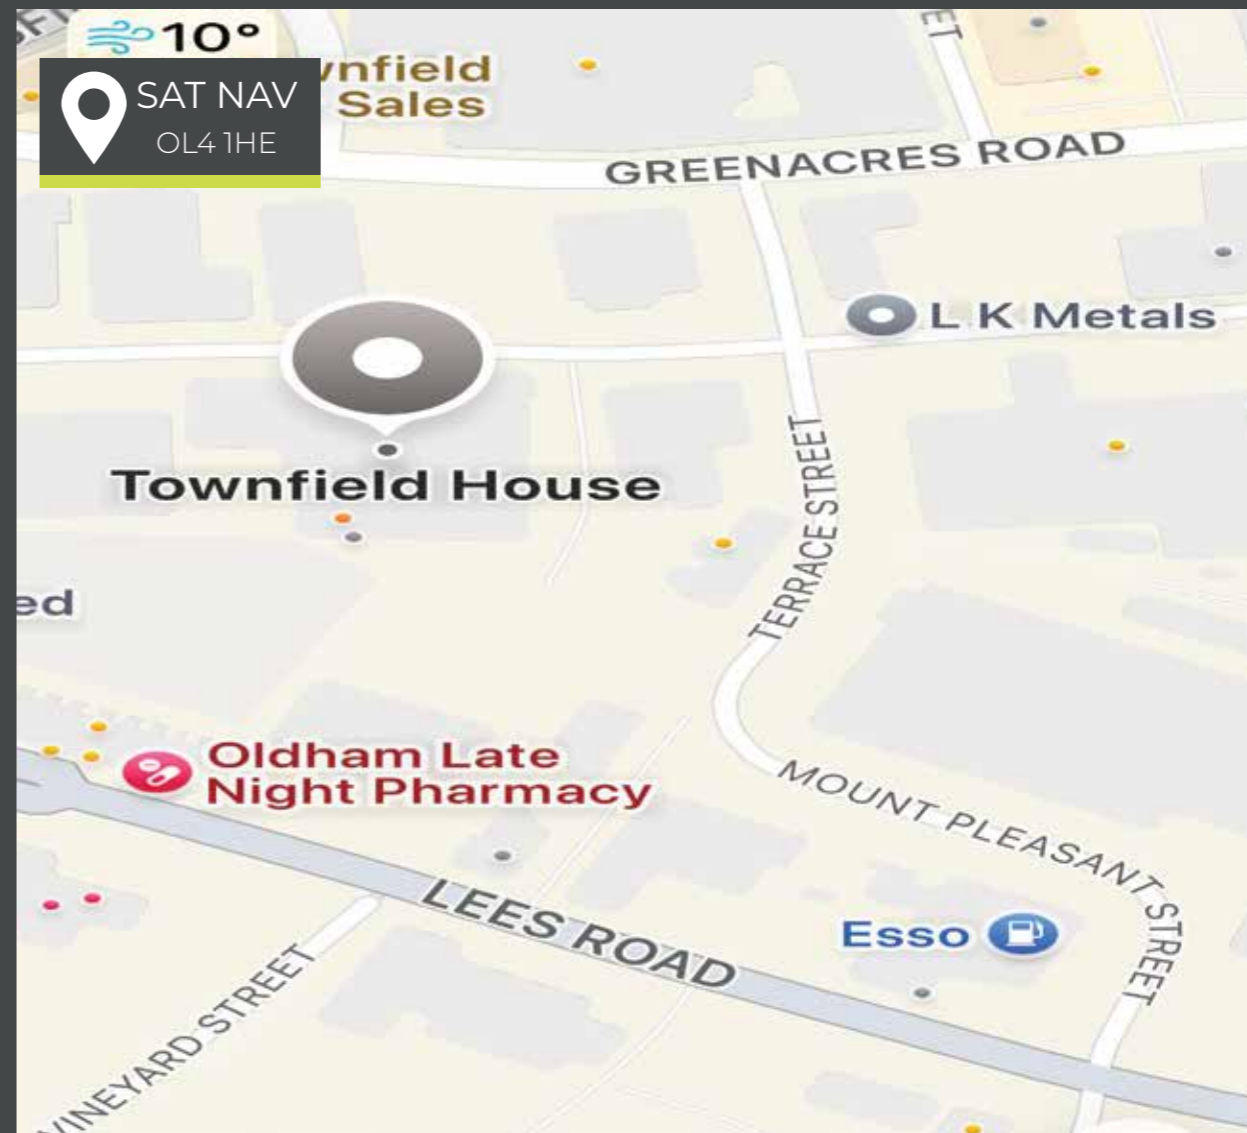 10°
SAT NAV
OL4 1HE
Sales
GREENACRES ROAD
L K Metals
Townfield House
TERRACE STREET
Oldham Late
Night Pharmacy
MOUNT PLEASANT STREET
LEES ROAD
Esso
VINEYARD STREET